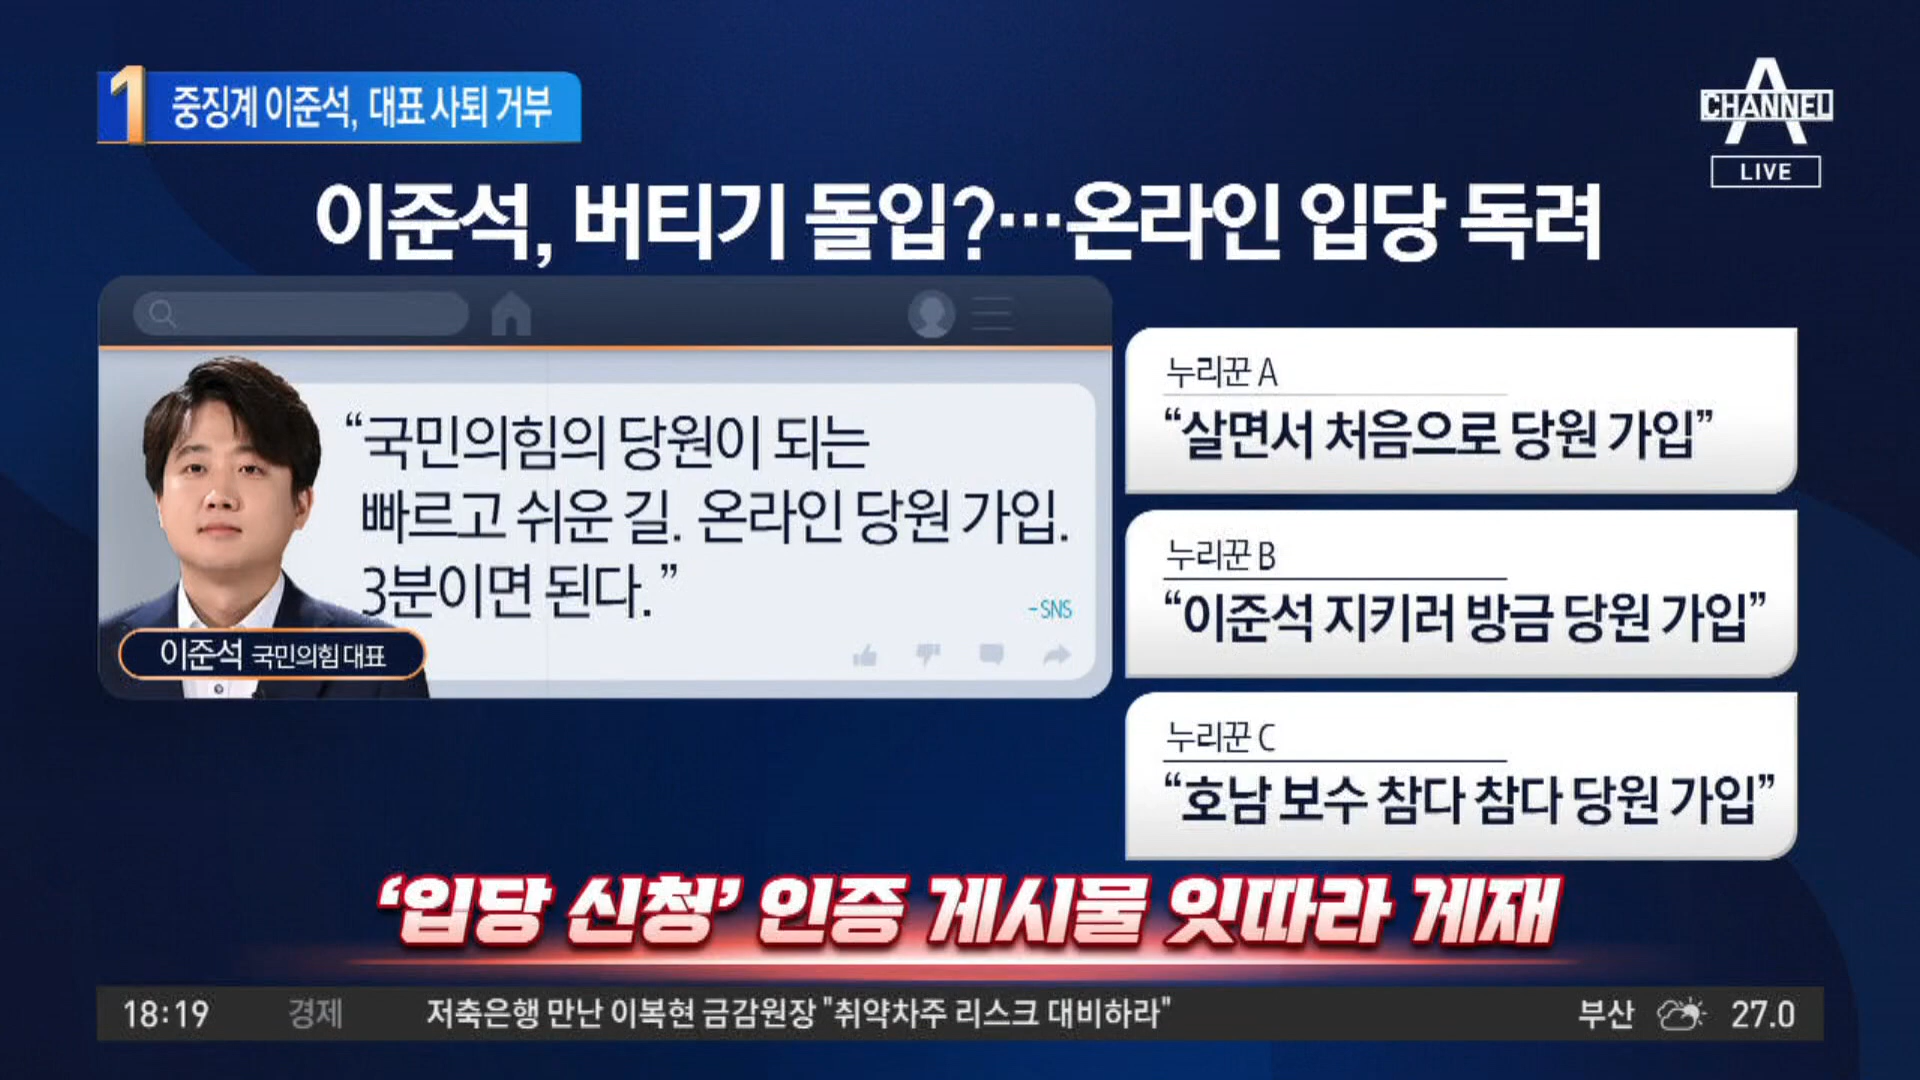 1 중징계 이준석, 대표 사퇴 거부
CHANNEL A
LIVE
이준석, 버티기 돌입?…온라인 입당 독려
“국민의힘의 당원이 되는
빠르고 쉬운 길. 온라인 당원 가입.
3분이면 된다.”
-SNS
이준석 국민의힘 대표
누리꾼 A
“살면서 처음으로 당원 가입”
누리꾼 B
“이준석 지키러 방금 당원 가입”
누리꾼 C
“호남 보수 참다 참다 당원 가입”
‘입당 신청’ 인증 게시물 잇따라 게재
18:19 경제 저축은행 만난 이복현 금감원장 "취약차주 리스크 대비하라" 부산 27.0